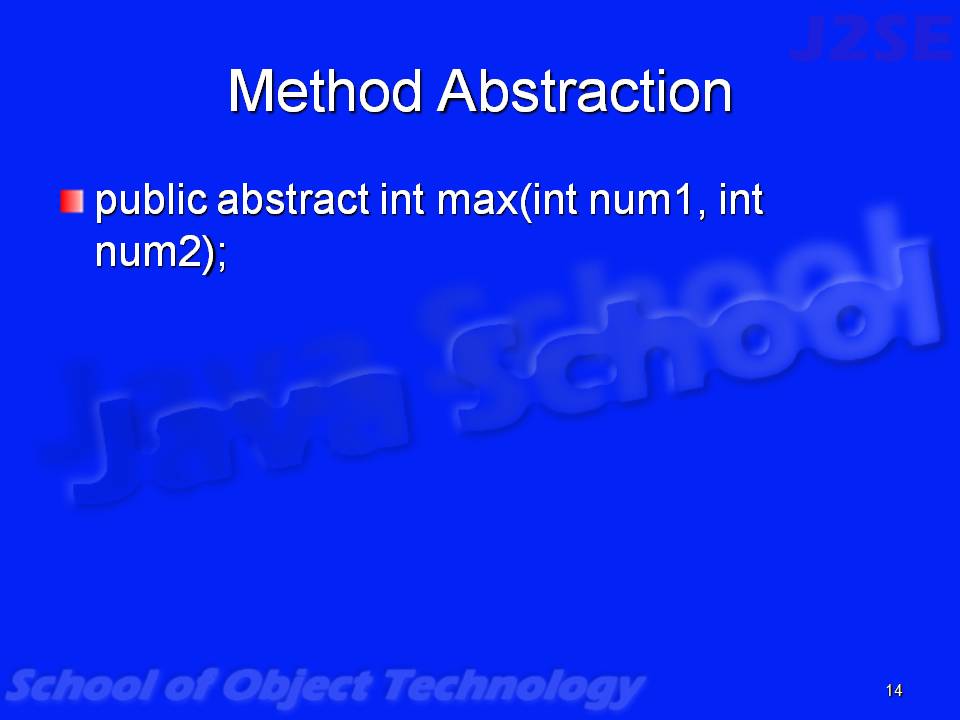 J2SE
Method Abstraction
public abstract int max(int num1, int
num2);
Java School
School of Object Technology
14